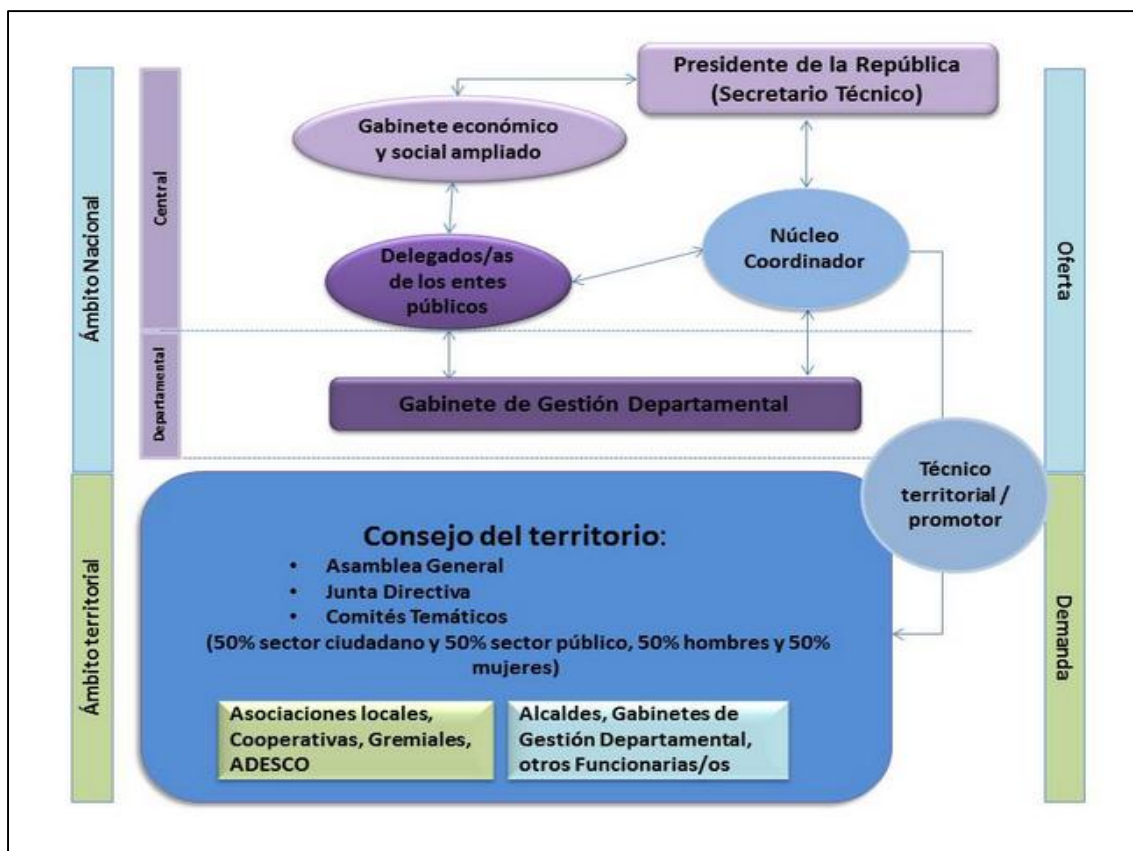 Presidente de la República
(Secretario Técnico)
Gabinete económico
y social ampliado
Núcleo
Coordinador
Delegados/as
de los entes
públicos
Gabinete de Gestión Departamental
Técnico
territorial /
promotor
Consejo del territorio:
• Asamblea General
• Junta Directiva
• Comités Temáticos
(50% sector ciudadano y 50% sector público, 50% hombres y 50%
mujeres)
Asociaciones locales,
Cooperativas, Gremiales,
ADESCO
Alcaldes, Gabinetes de
Gestión Departamental,
otros Funcionarias/os
Ámbito Nacional
Central
Departamental
Ámbito territorial
Oferta
Demanda